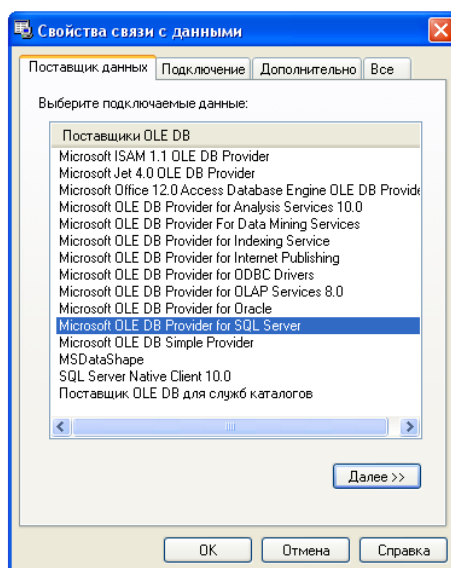 Свойства связи с данными
Поставщик данных Подключение Дополнительно Все
Выберите подключаемые данные:
Поставщики OLE DB
Microsoft ISAM 1.1 OLE DB Provider
Microsoft Jet 4.0 OLE DB Provider
Microsoft Office 12.0 Access Database Engine OLE DB Provide
Microsoft OLE DB Provider for Analysis Services 10.0
Microsoft OLE DB Provider For Data Mining Services
Microsoft OLE DB Provider for Indexing Service
Microsoft OLE DB Provider for Internet Publishing
Microsoft OLE DB Provider for ODBC Drivers
Microsoft OLE DB Provider for OLAP Services 8.0
Microsoft OLE DB Provider for Oracle
Microsoft OLE DB Provider for SQL Server
Microsoft OLE DB Simple Provider
MSDataShape
SQL Server Native Client 10.0
Поставщик OLE DB для служб каталогов
Далее >>
OK Отмена Справка